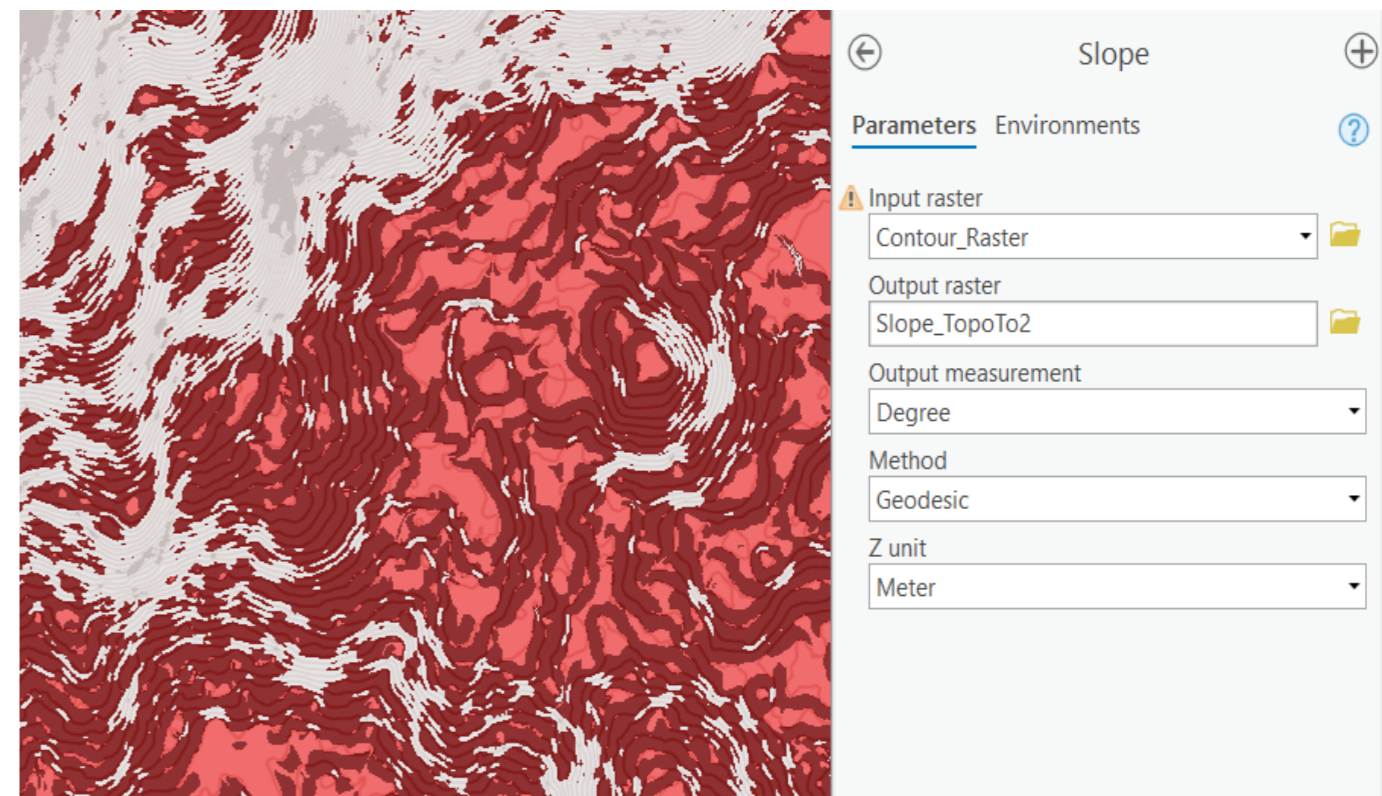 Slope
Parameters Environments
Input raster
Contour_Raster
Output raster
Slope_TopoTo2
Output measurement
Degree
Method
Geodesic
Z unit
Meter